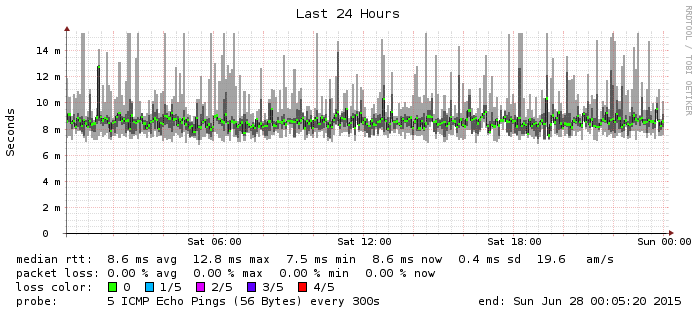 Last 24 Hours
RRDTOOL / TOBI OETIKER
Seconds
14 m
12 m
10 m
8 m
6 m
4 m
2 m
0
Sat 06:00 Sat 12:00 Sat 18:00 Sun 00:00
median rtt: 8.6 ms avg 12.8 ms max 7.5 ms min 8.6 ms now 0.4 ms sd 19.6 am/s
packet loss: 0.00 % avg 0.00 % max 0.00 % min 0.00 % now
loss color: 0 1/5 2/5 3/5 4/5
probe: 5 ICMP Echo Pings (56 Bytes) every 300s end: Sun Jun 28 00:05:20 2015